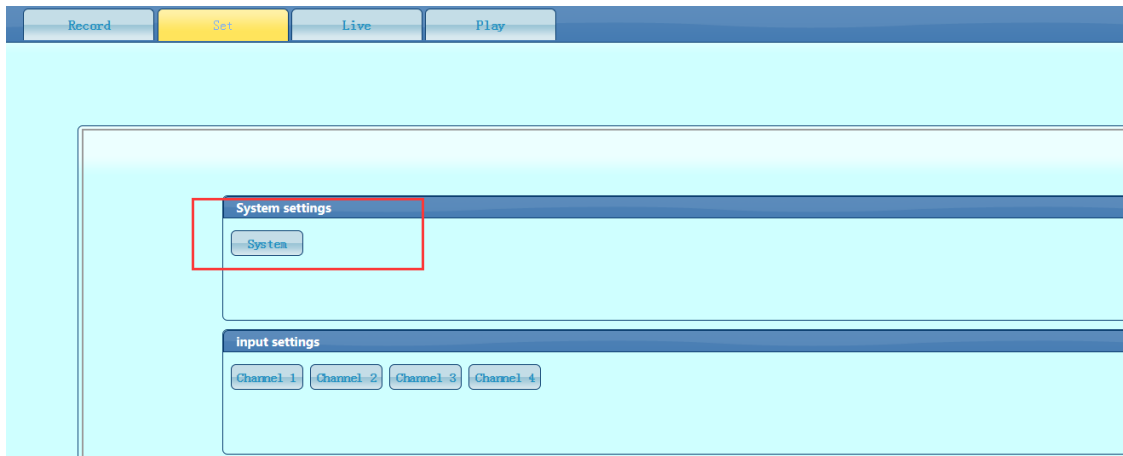 Record Set Live Play
System settings
System
input settings
Channel 1 Channel 2 Channel 3 Channel 4